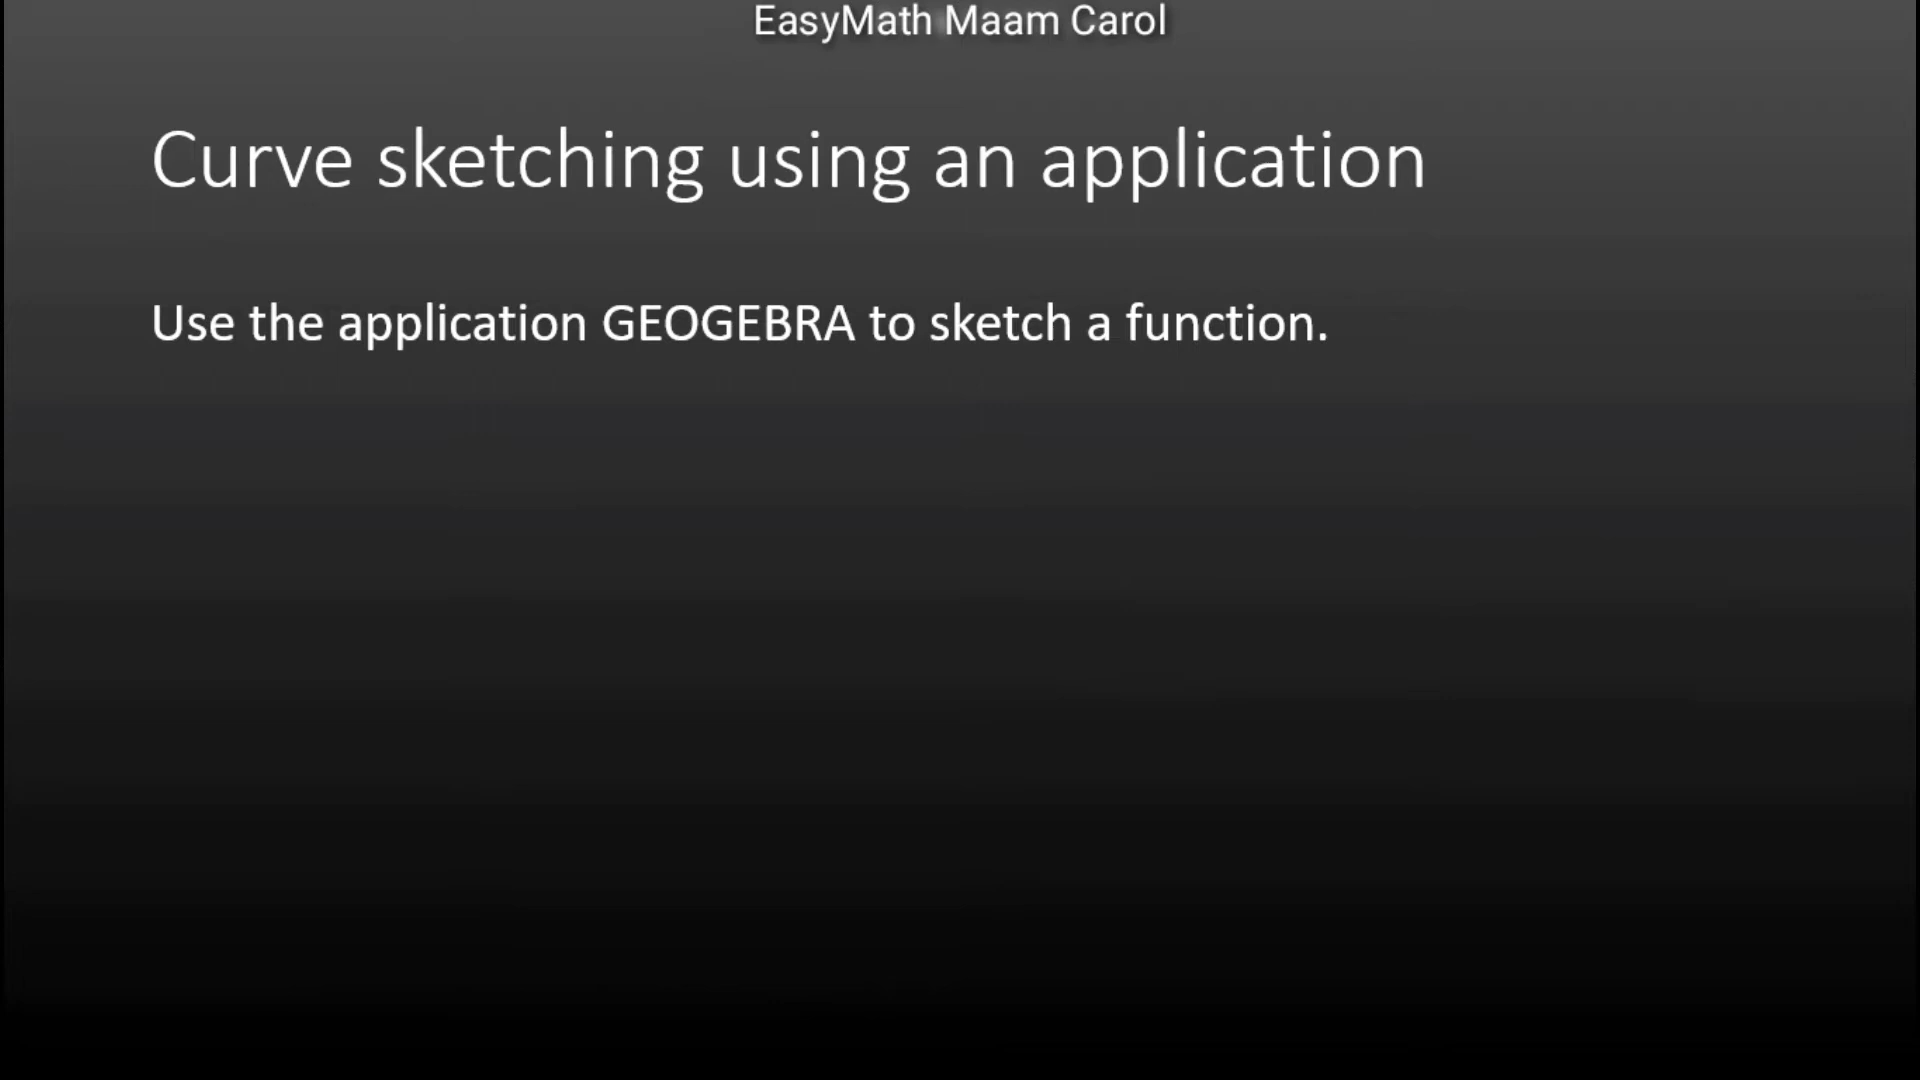 EasyMath Maam Carol
Curve sketching using an application
Use the application GEOGEBRA to sketch a function.